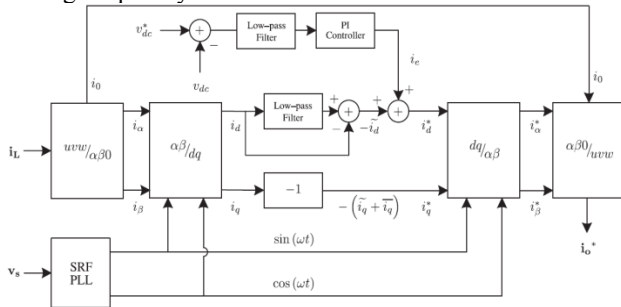 v*dc
+
−
Low–pass
Filter
PI
Controller
vdc
ie
i0
i0
iL
uvw/αβ0
iα
iβ
αβ/dq
id
Low–pass
Filter
+
−
+
−ĩd
+
+
i*d
dq/αβ
i*α
αβ0/uvw
iq
−1
−(ĩq + īq)
i*q
i*β
io*
vs
SRF
PLL
sin (ωt)
cos (ωt)